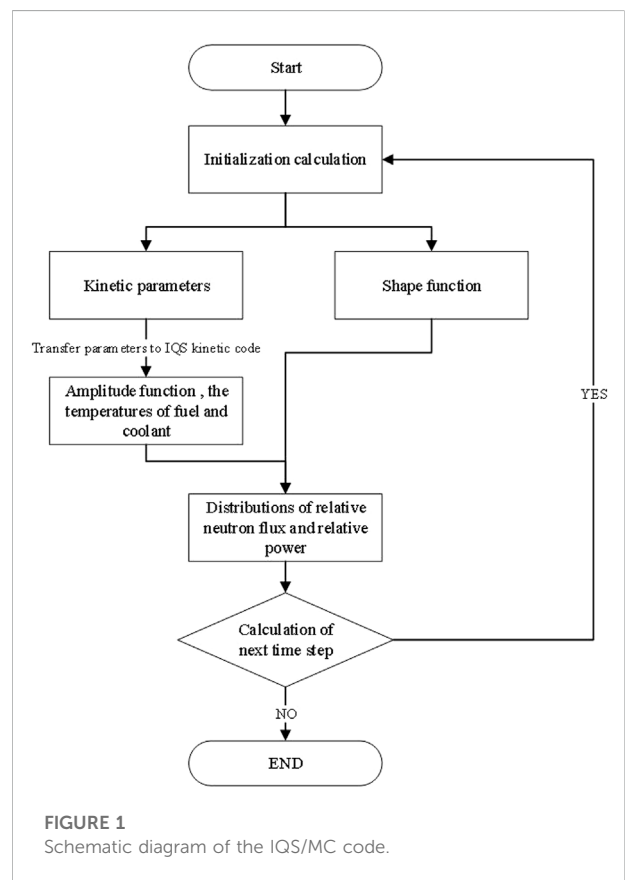 Start
Initialization calculation
Kinetic parameters
Shape function
Transfer parameters to IQS kinetic code
Amplitude function , the
temperatures of fuel and
coolant
YES
Distributions of relative
neutron flux and relative
power
Calculation of
next time step
NO
END
FIGURE 1
Schematic diagram of the IQS/MC code.